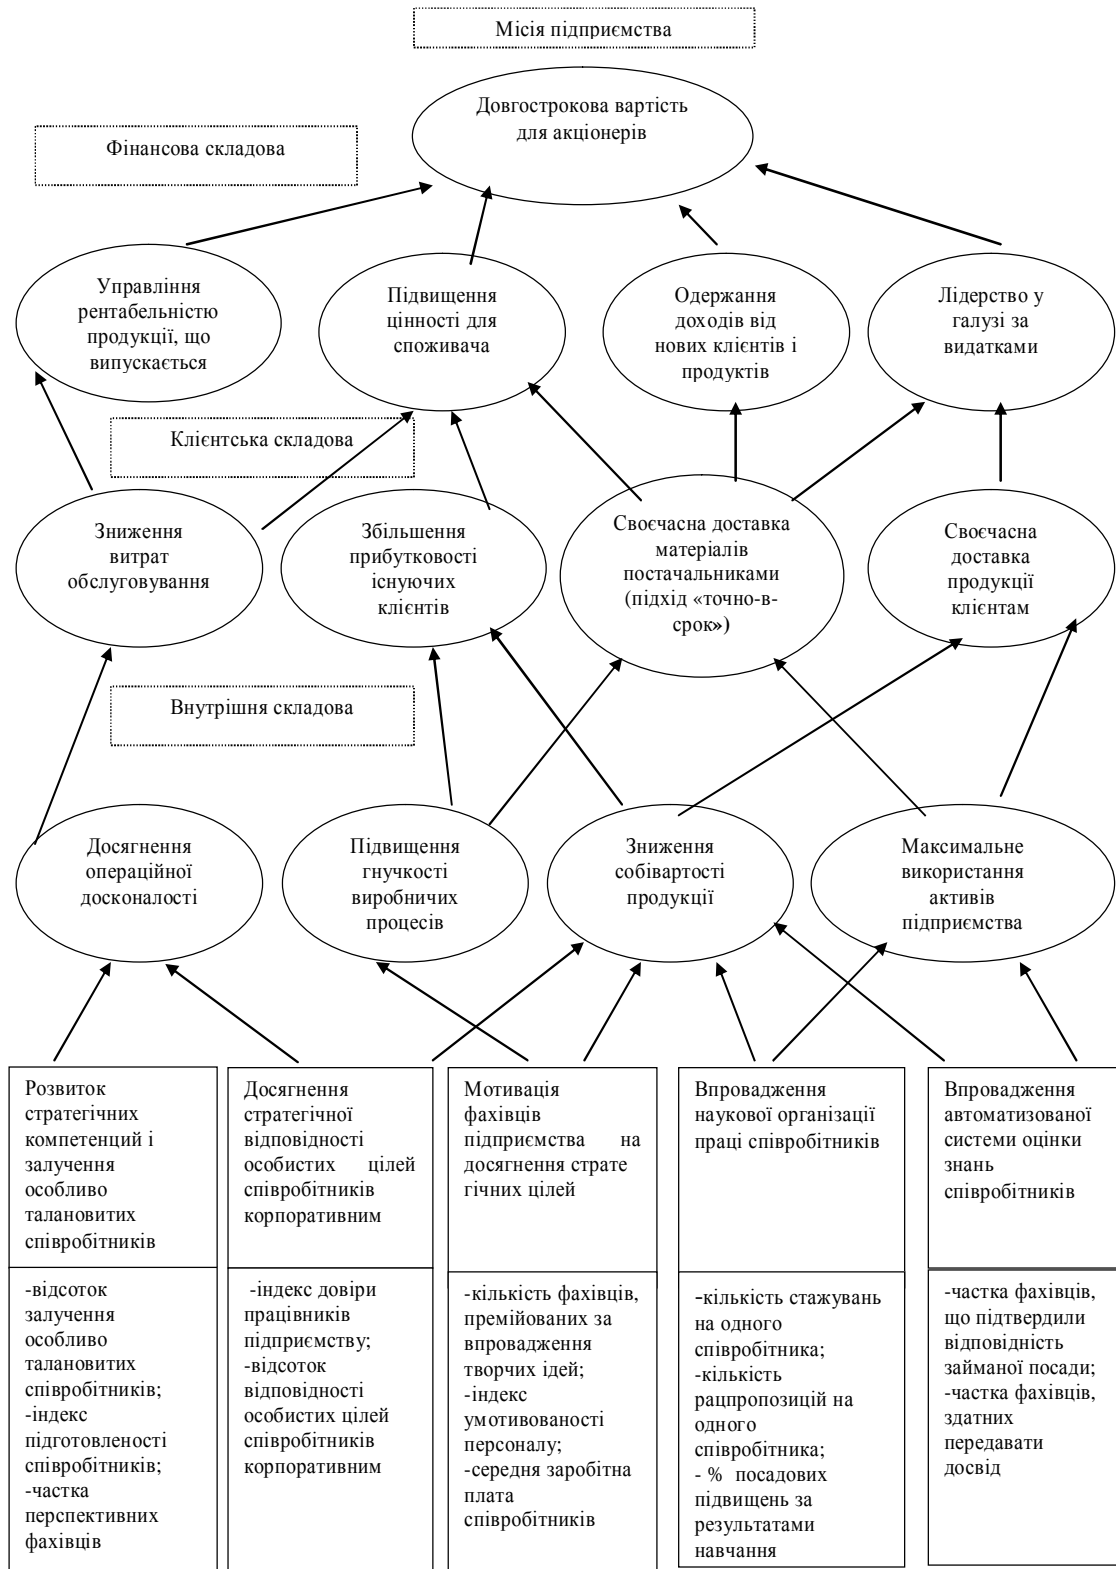 Місія підприємства
Довгострокова вартість
для акціонерів
Фінансова складова
Управління
рентабельністю
продукції, що
випускається
Підвищення
цінності для
споживача
Одержання
доходів від
нових клієнтів і
продуктів
Лідерство у
галузі за
видатками
Клієнтська складова
Зниження
витрат
обслуговування
Збільшення
прибутковості
існуючих
клієнтів
Своєчасна доставка
матеріалів
постачальниками
(підхід «точно-в-
срок»)
Своєчасна
доставка
продукції
клієнтам
Внутрішня складова
Досягнення
операційної
досконалості
Підвищення
гнучкості
виробничих
процесів
Зниження
собівартості
продукції
Максимальне
використання
активів
підприємства
Розвиток
стратегічних
компетенцій і
залучення
особливо
талановитих
співробітників
Досягнення
стратегічної
відповідності
особистих цілей
співробітників
корпоративним
Мотивація
фахівців
підприємства на
досягнення страте
гічних цілей
Впровадження
наукової організації
праці співробітників
Впровадження
автоматизованої
системи оцінки
знань
співробітників
-відсоток
залучення
особливо
талановитих
співробітників;
-індекс
підготовленості
співробітників;
-частка
перспективних
фахівців
-індекс довіри
працівників
підприємству;
-відсоток
відповідності
особистих цілей
співробітників
корпоративним
-кількість фахівців,
премійованих за
впровадження
творчих ідей;
-індекс
умотивованості
персоналу;
-середня заробітна
плата
співробітників
-кількість стажувань
на одного
співробітника;
-кількість
рацпропозицій на
одного
співробітника;
- % посадових
підвищень за
результатами
навчання
-частка фахівців,
що підтвердили
відповідність
займаної посади;
-частка фахівців,
здатних
передавати
досвід